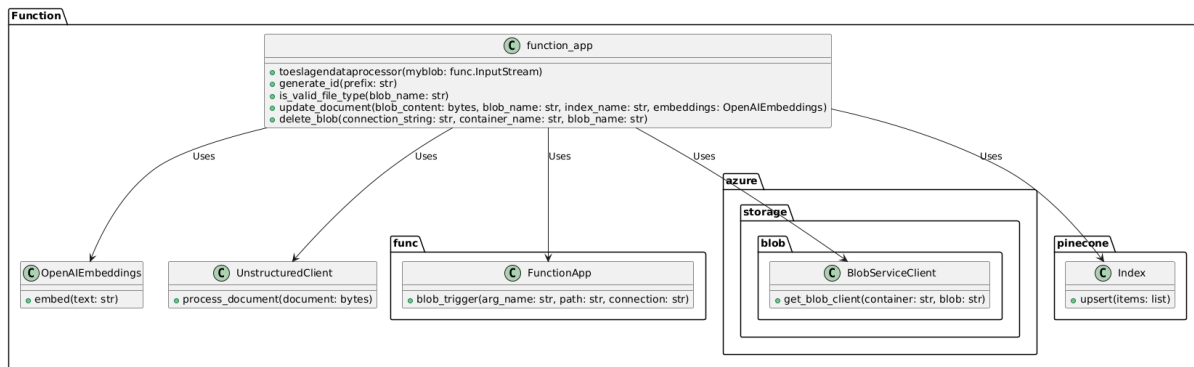 Function
C function_app
toeslagendataprocessor(myblob: func.InputStream)
generate_id(prefix: str)
is_valid_file_type(blob_name: str)
update_document(blob_content: bytes, blob_name: str, index_name: str, embeddings: OpenAIEmbeddings)
delete_blob(connection_string: str, container_name: str, blob_name: str)
Uses Uses Uses Uses Uses
azure
storage
func blob pinecone
C OpenAIEmbeddings C UnstructuredClient C FunctionApp C BlobServiceClient C Index
embed(text: str) process_document(document: bytes) blob_trigger(arg_name: str, path: str, connection: str) get_blob_client(container: str, blob: str) upsert(items: list)